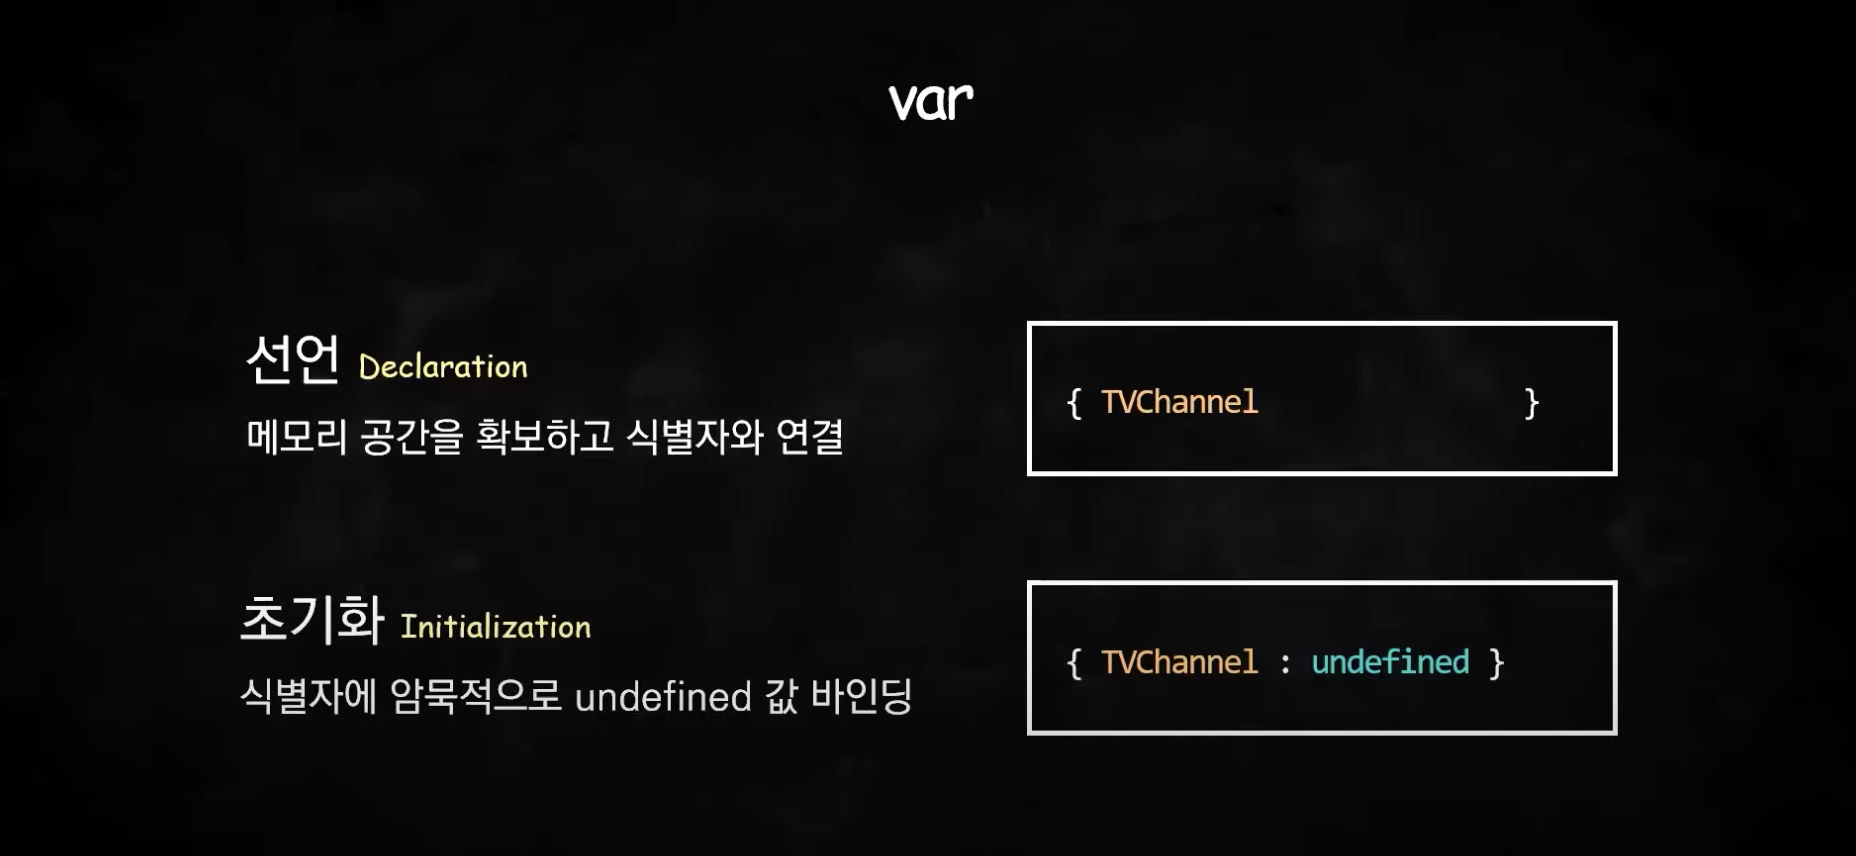 var
선언 Declaration
메모리 공간을 확보하고 식별자와 연결
{ TVChannel }
초기화 Initialization
식별자에 암묵적으로 undefined 값 바인딩
{ TVChannel : undefined }